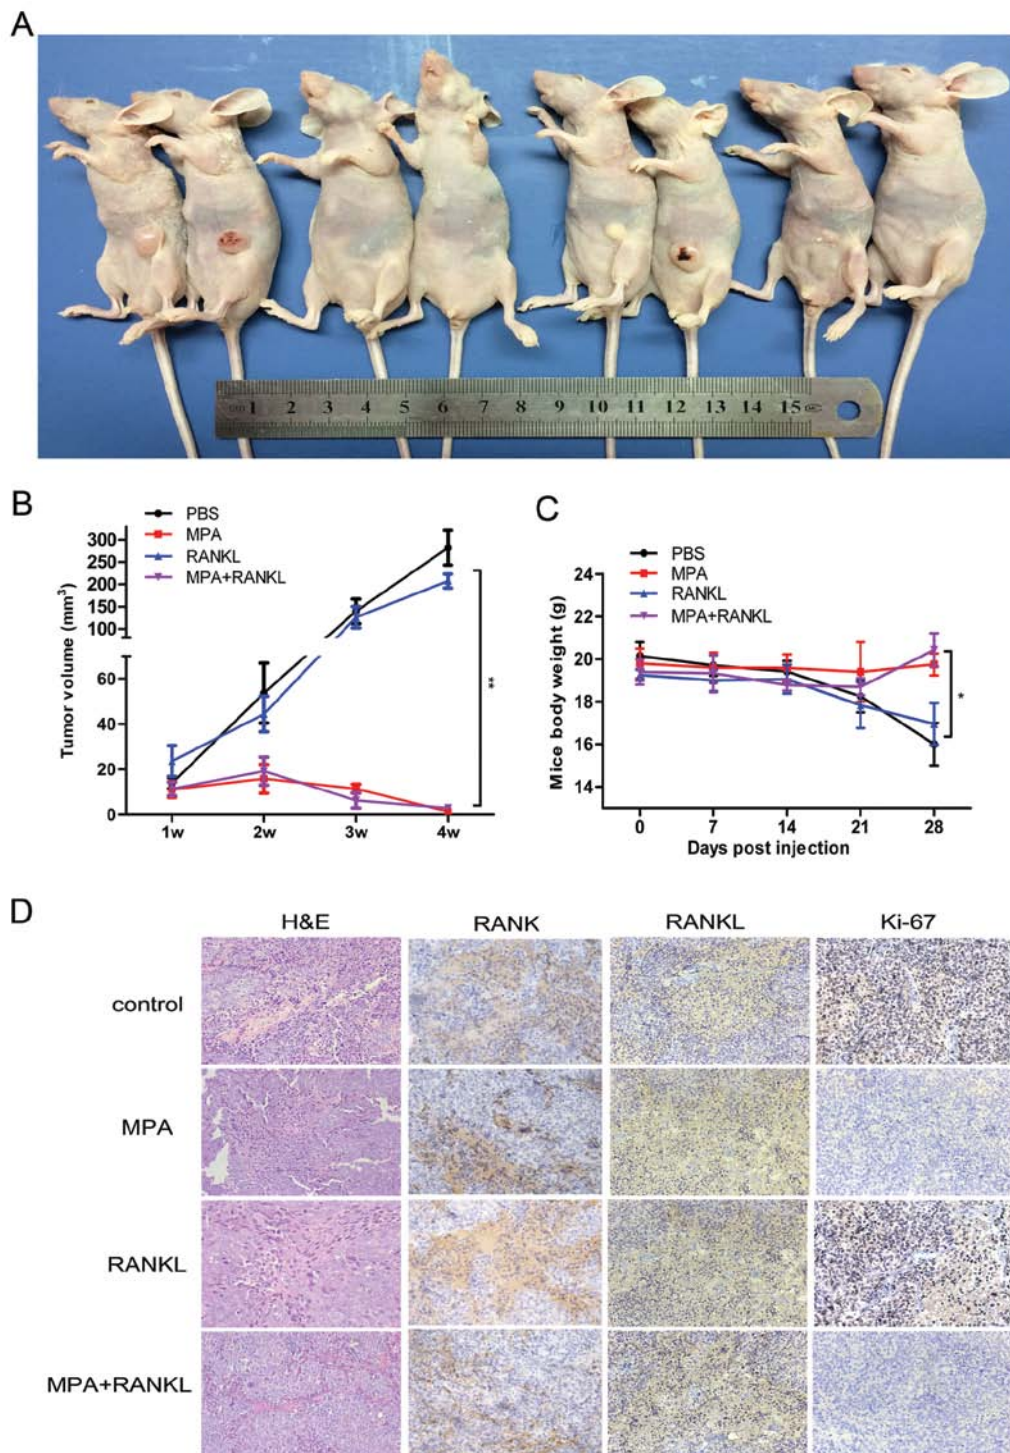 A
1 2 3 4 5 6 7 8 9 10 11 12 13 14 15
B
PBS
MPA
RANKL
MPA+RANKL
Tumor volume (mm³)
300
250
200
150
100
60
40
20
0
1w 2w 3w 4w
**
C
PBS
MPA
RANKL
MPA+RANKL
Mice body weight (g)
24
22
20
18
16
14
0 7 14 21 28
Days post injection
*
D
H&E RANK RANKL Ki-67
control
MPA
RANKL
MPA+RANKL